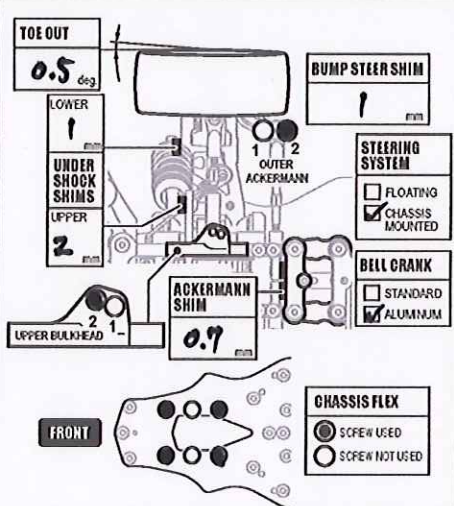 TOE OUT
0.5 deg.
LOWER
1 mm
UNDER
SHOCK
SHIMS
UPPER
2 mm
BUMP STEER SHIM
1 mm
1 2
OUTER
ACKERMANN
STEERING
SYSTEM
FLOATING
CHASSIS
MOUNTED
BELL CRANK
STANDARD
ALUMINUM
ACKERMANN
SHIM
0.7 mm
2 1
UPPER BULKHEAD
FRONT
CHASSIS FLEX
SCREW USED
SCREW NOT USED